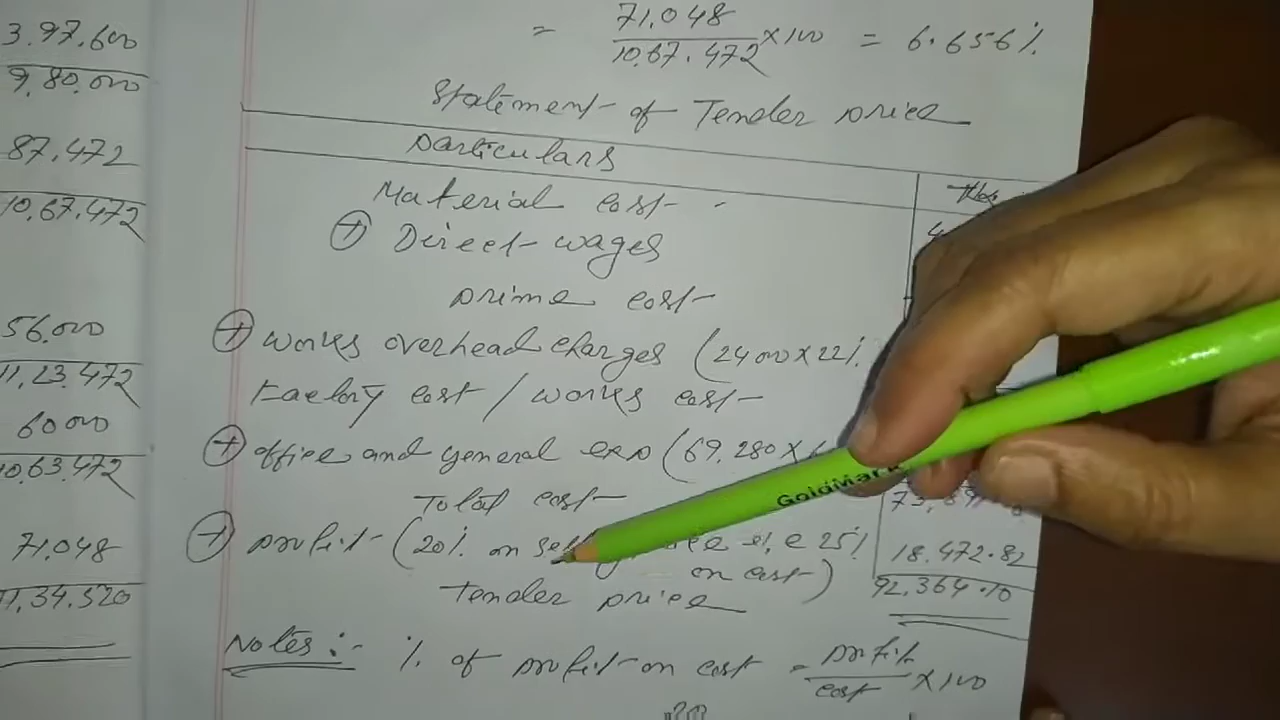 3.97.600
9,80.000
87.472
10,67.472
56.000
11,23.472
6000
10,63.472
71.048
11,34.520
= 71,048 / 10,67.472 × 100 = 6.656%
Statement of Tender price
Particulars
Material cost -
+ Direct wages
prime cost
+ works overhead charges (24000 × 22%
Factory cost / works cost
+ office and general exp (69,280 ×
Total cost
+ profit (20% on i,e 25% 18.472.82
on cost)
Tender price 92,364.10
Notes :- % of profit on cost = profit / cost × 100
20
GoldMark